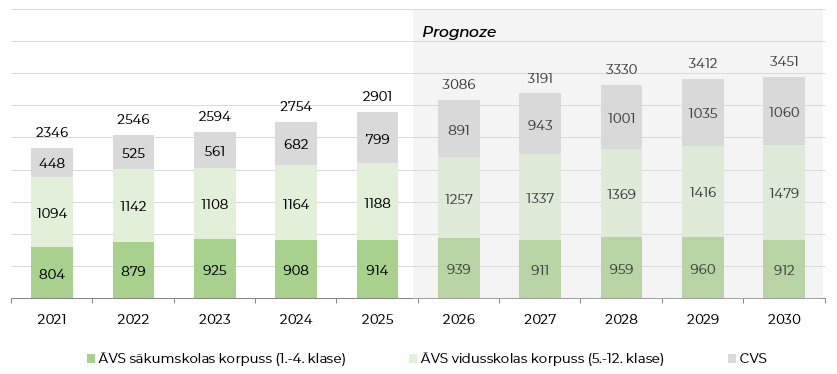 Prognoze
2346 2546 2594 2754 2901 3086 3191 3330 3412 3451
448 525 561 682 799 891 943 1001 1035 1060
1094 1142 1108 1164 1188 1257 1337 1369 1416 1479
804 879 925 908 914 939 911 959 960 912
2021 2022 2023 2024 2025 2026 2027 2028 2029 2030
ĀVS sākumskolas korpuss (1.-4. klase) ĀVS vidusskolas korpuss (5.-12. klase) CVS